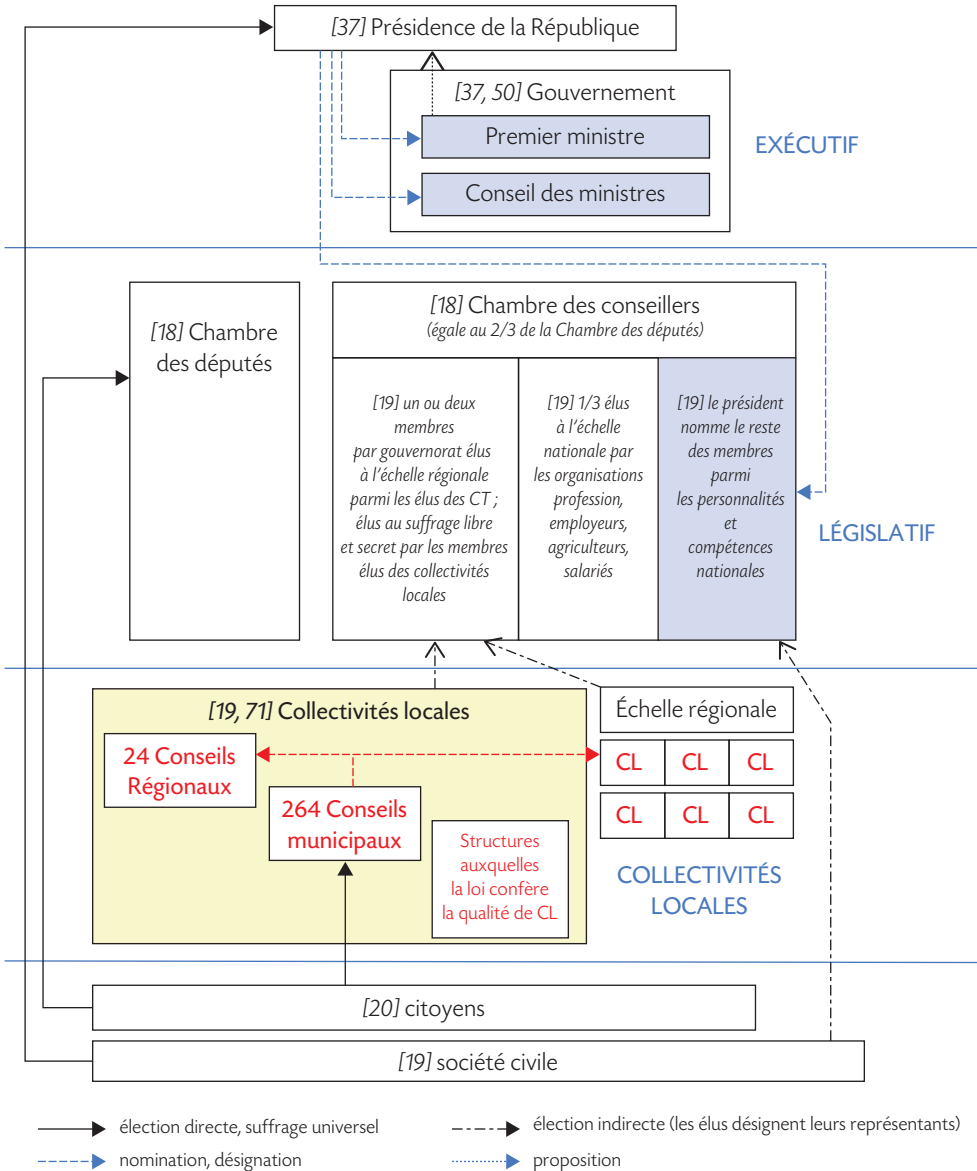 [37] Présidence de la République
[37, 50] Gouvernement
Premier ministre
Conseil des ministres
EXÉCUTIF
[18] Chambre
des députés
[18] Chambre des conseillers
(égale au 2/3 de la Chambre des députés)
[19] un ou deux
membres
par gouvernorat élus
à l'échelle régionale
parmi les élus des CT ;
élus au suffrage libre
et secret par les membres
élus des collectivités
locales
[19] 1/3 élus
à l'échelle
nationale par
les organisations
profession,
employeurs,
agriculteurs,
salariés
[19] le président
nomme le reste
des membres
parmi
les personnalités
et
compétences
nationales
LÉGISLATIF
[19, 71] Collectivités locales
24 Conseils
Régionaux
264 Conseils
municipaux
Structures
auxquelles
la loi confère
la qualité de CL
Échelle régionale
CL CL CL
CL CL CL
COLLECTIVITÉS
LOCALES
[20] citoyens
[19] société civile
élection directe, suffrage universel
élection indirecte (les élus désignent leurs représentants)
nomination, désignation
proposition